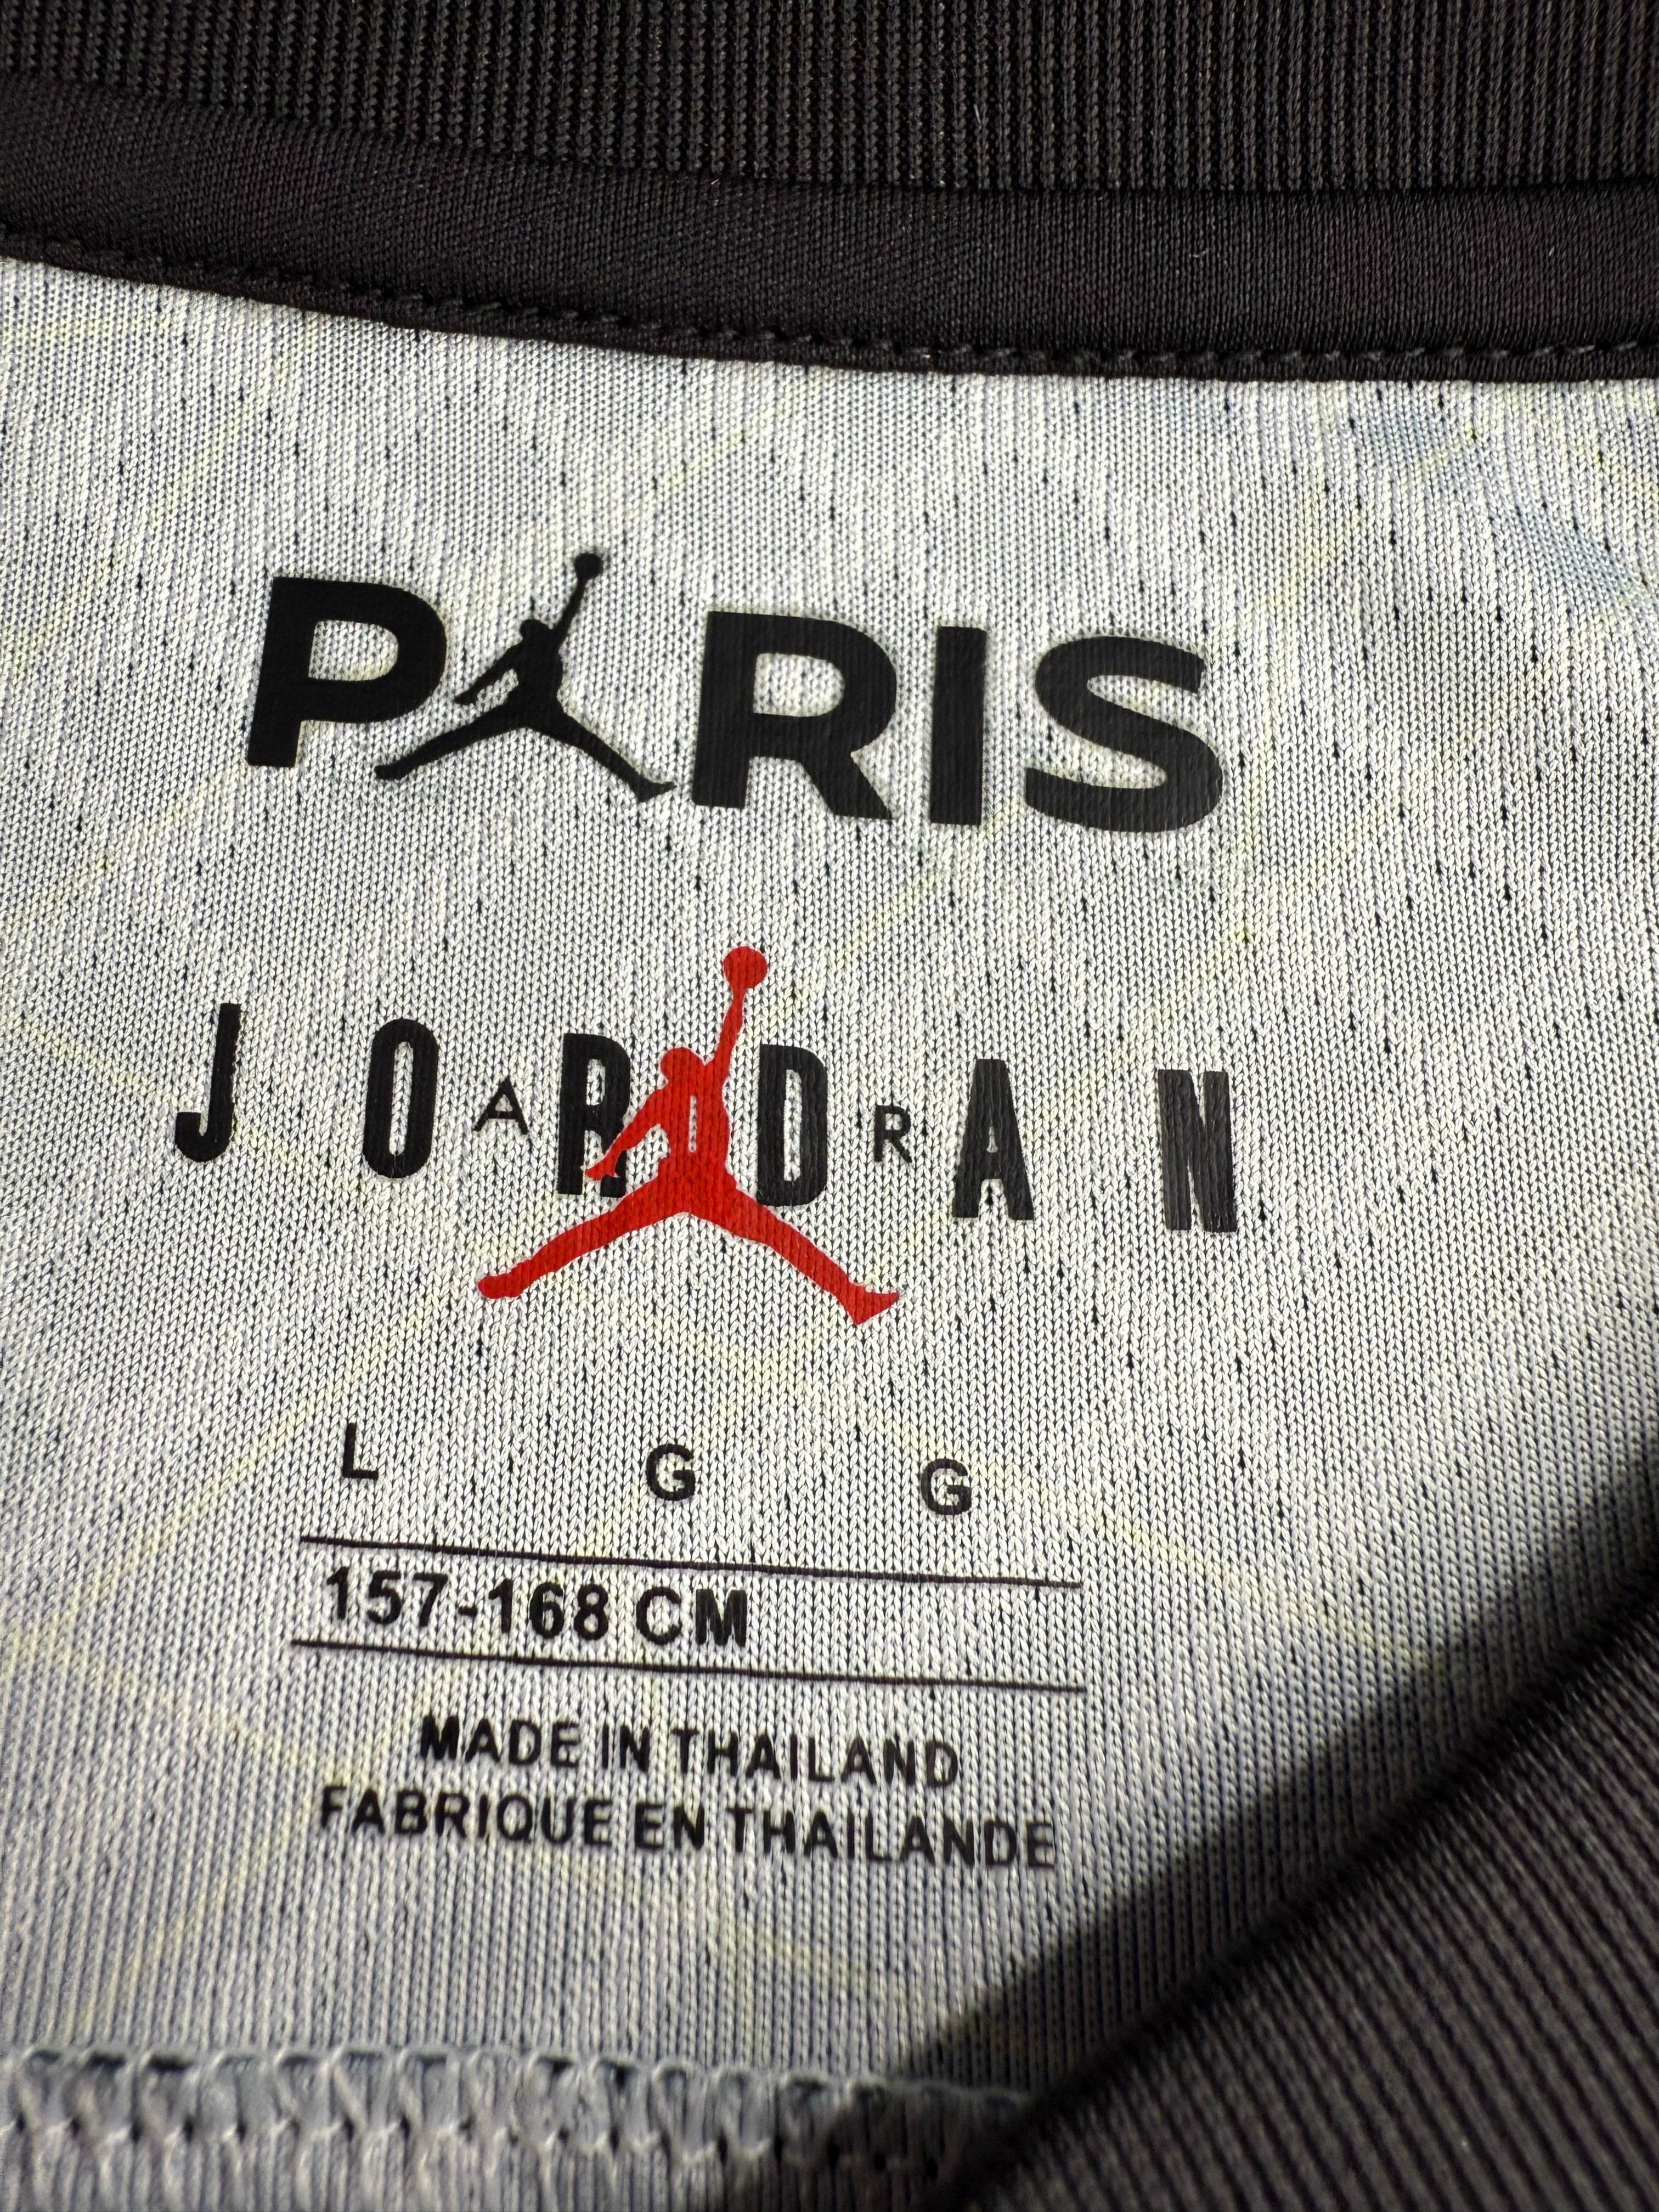 PARIS
JORDAN
AIR
L G G
157-168 CM
MADE IN THAILAND
FABRIQUE EN THAILANDE